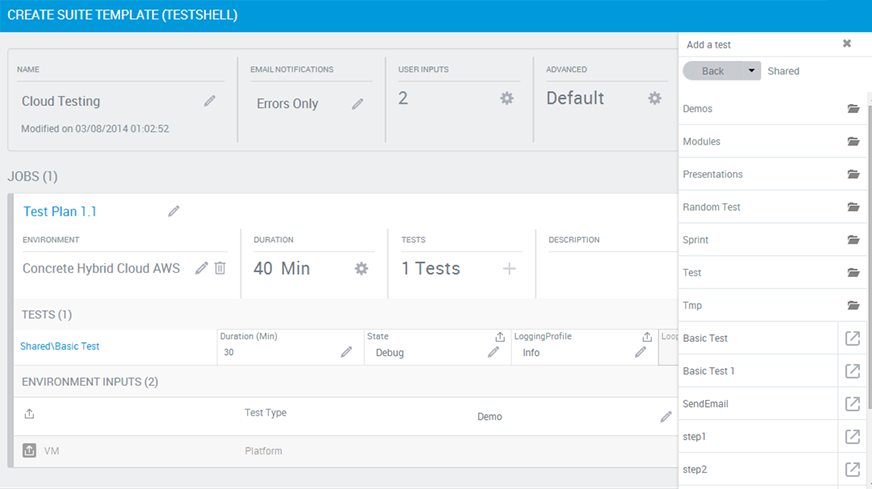 CREATE SUITE TEMPLATE (TESTSHELL)
NAME
Cloud Testing
Modified on 03/08/2014 01:02:52
EMAIL NOTIFICATIONS
Errors Only
USER INPUTS
2
ADVANCED
Default
JOBS (1)
Test Plan 1.1
ENVIRONMENT
Concrete Hybrid Cloud AWS
DURATION
40 Min
TESTS
1 Tests
DESCRIPTION
TESTS (1)
Shared\Basic Test
Duration (Min)
30
State
Debug
LoggingProfile
Info
Loop
ENVIRONMENT INPUTS (2)
Test Type
Demo
VM
Platform
Add a test
Back
Shared
Demos
Modules
Presentations
Random Test
Sprint
Test
Tmp
Basic Test
Basic Test 1
SendEmail
step1
step2